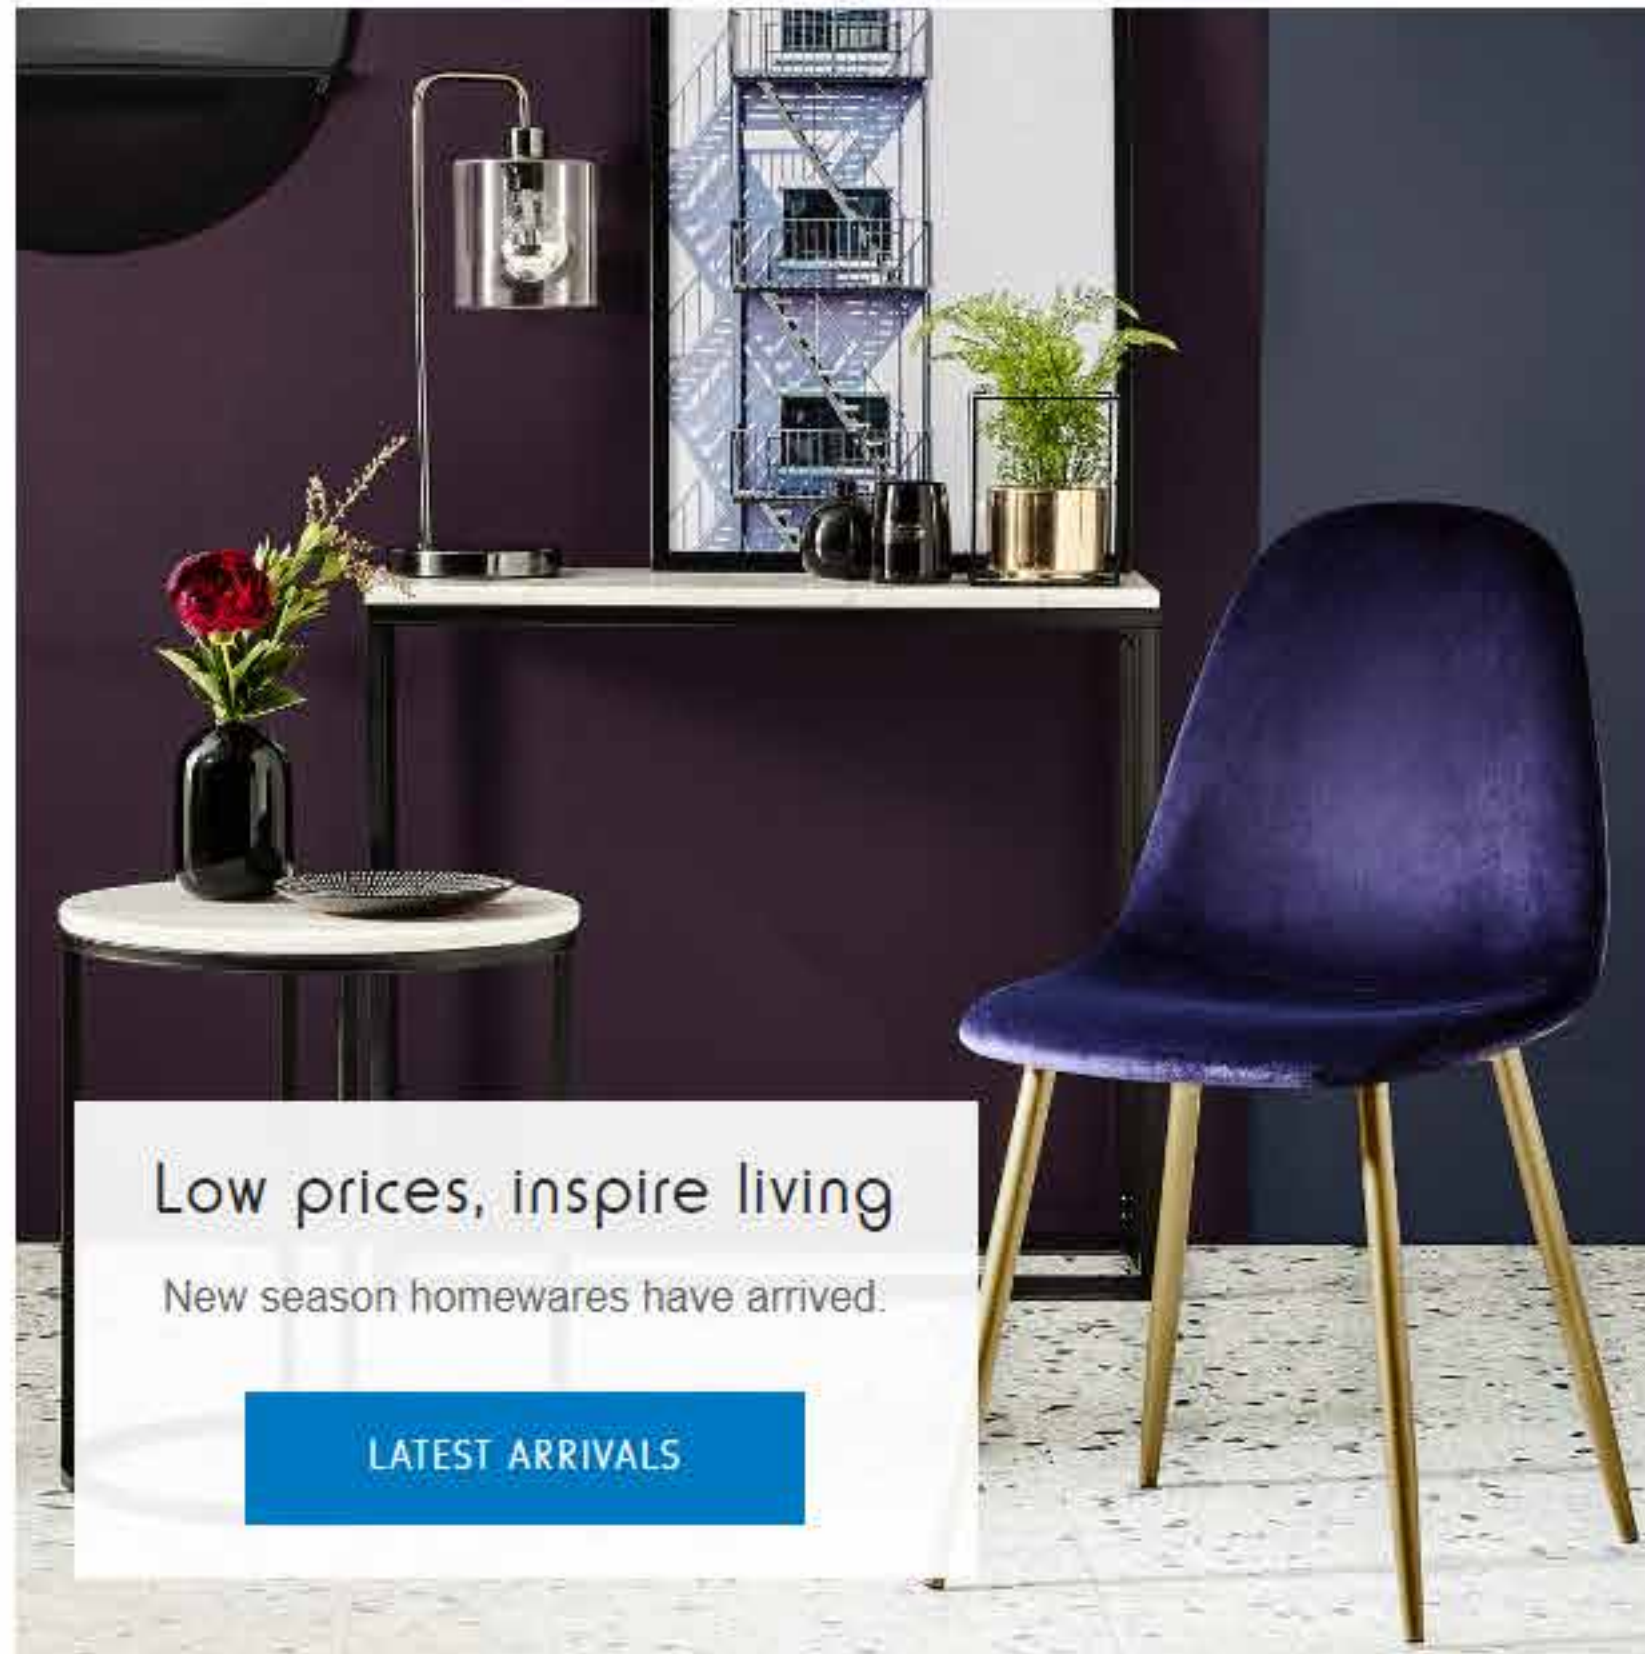 Low prices, inspire living
New season homewares have arrived.
LATEST ARRIVALS